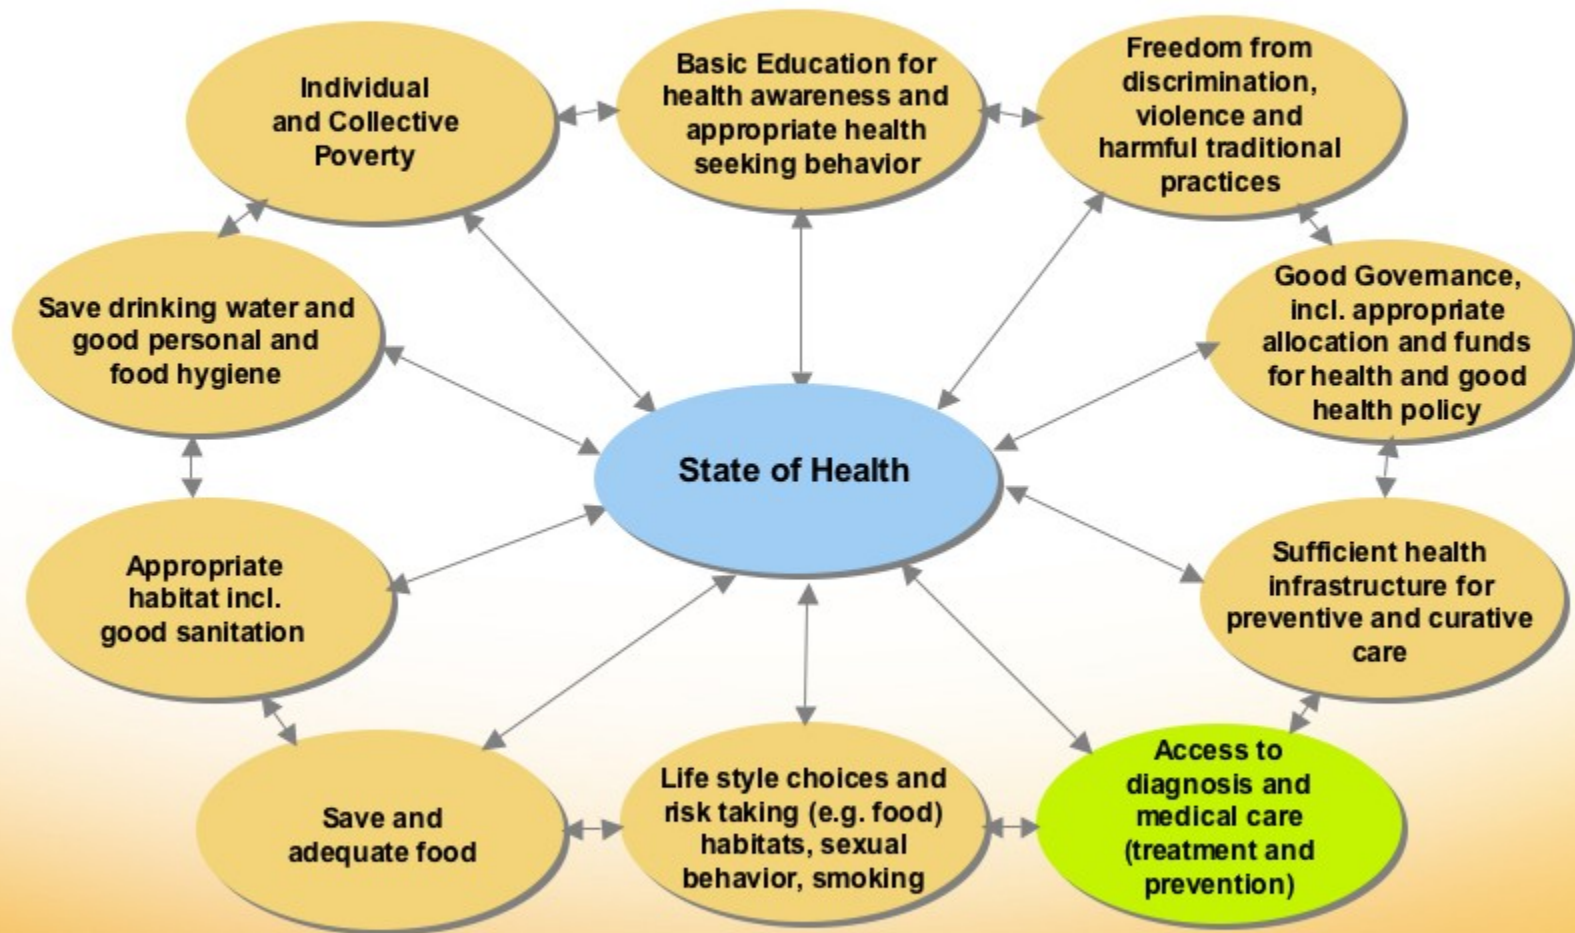 Individual
and Collective
Poverty
Basic Education for
health awareness and
appropriate health
seeking behavior
Freedom from
discrimination,
violence and
harmful traditional
practices
Save drinking water and
good personal and
food hygiene
Good Governance,
incl. appropriate
allocation and funds
for health and good
health policy
State of Health
Appropriate
habitat incl.
good sanitation
Sufficient health
infrastructure for
preventive and curative
care
Save and
adequate food
Life style choices and
risk taking (e.g. food)
habitats, sexual
behavior, smoking
Access to
diagnosis and
medical care
(treatment and
prevention)